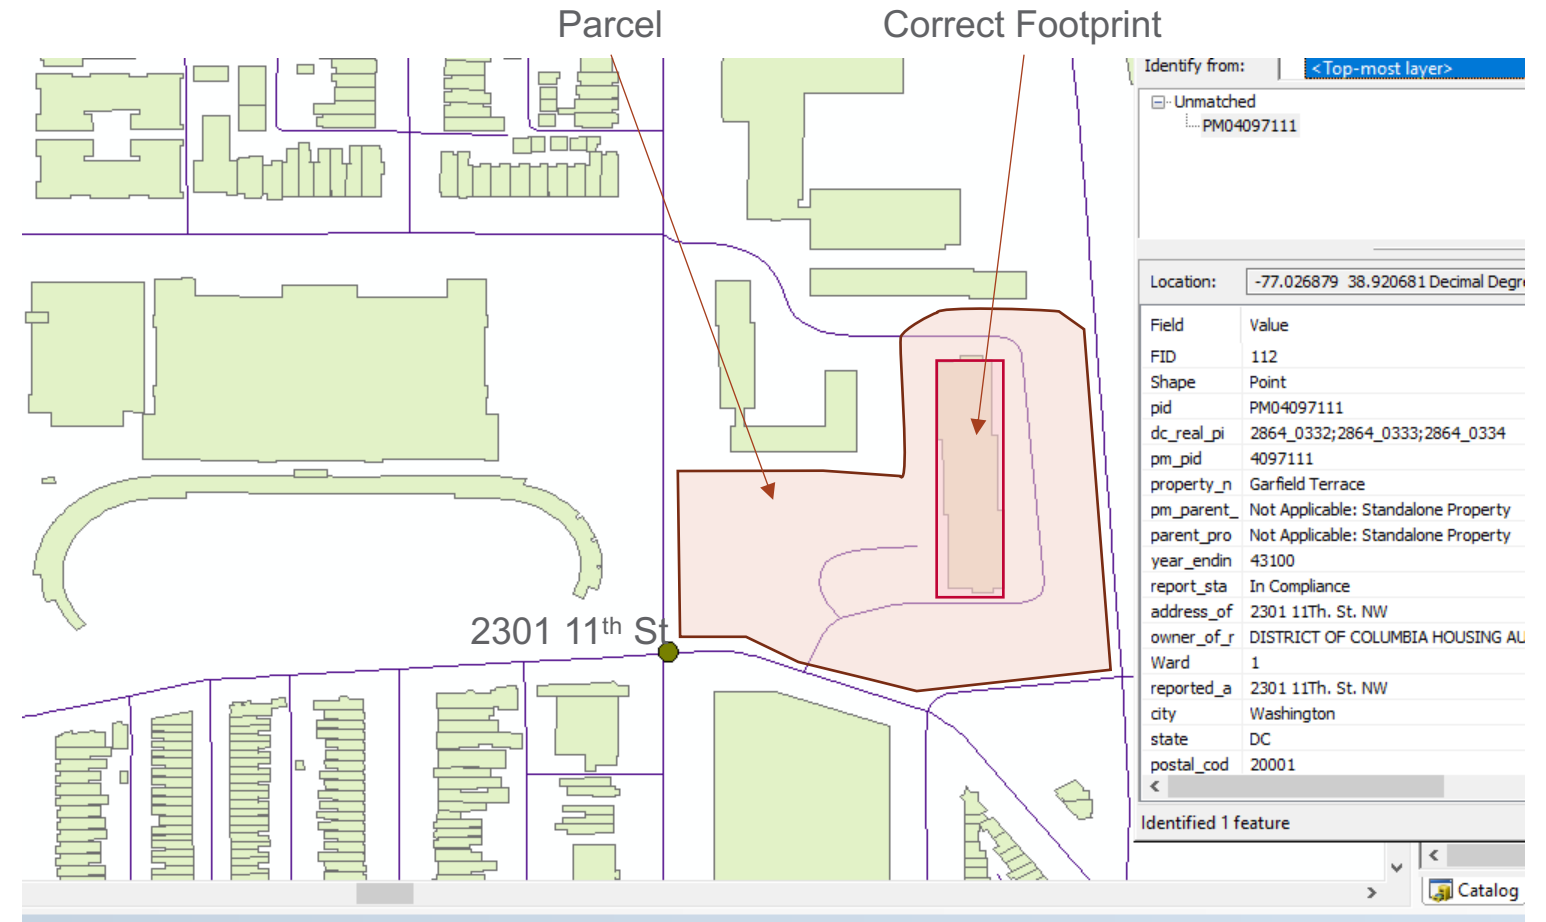 Parcel
Correct Footprint
Identify from:
<Top-most layer>
Unmatched
PM04097111
Location:
-77.026879 38.920681 Decimal Degr
Field Value
FID 112
Shape Point
pid PM04097111
dc_real_pi 2864_0332;2864_0333;2864_0334
pm_pid 4097111
property_n Garfield Terrace
pm_parent_ Not Applicable: Standalone Property
parent_pro Not Applicable: Standalone Property
year_endin 43100
report_sta In Compliance
address_of 2301 11Th. St. NW
owner_of_r DISTRICT OF COLUMBIA HOUSING AU
Ward 1
reported_a 2301 11Th. St. NW
city Washington
state DC
postal_cod 20001
2301 11th St
Identified 1 feature
Catalog